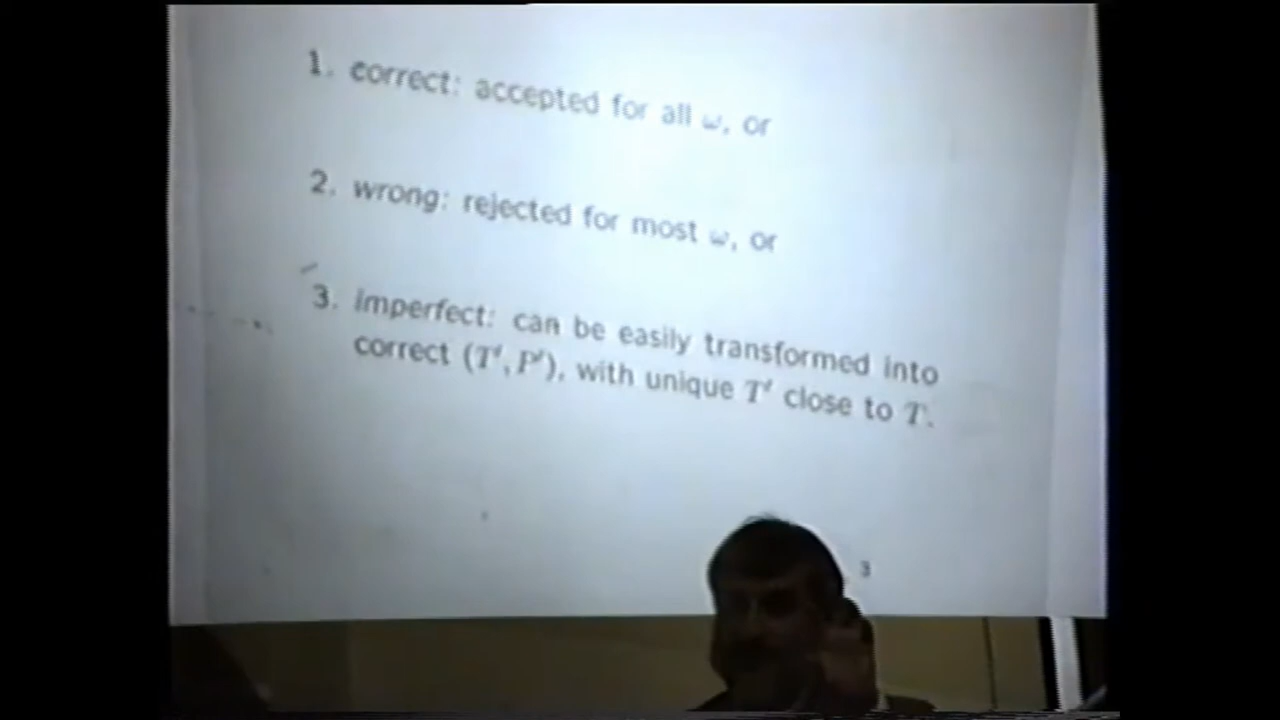 1. correct: accepted for all ω, or
2. wrong: rejected for most ω, or
3. imperfect: can be easily transformed into
correct (T′, P′), with unique T′ close to T.
3